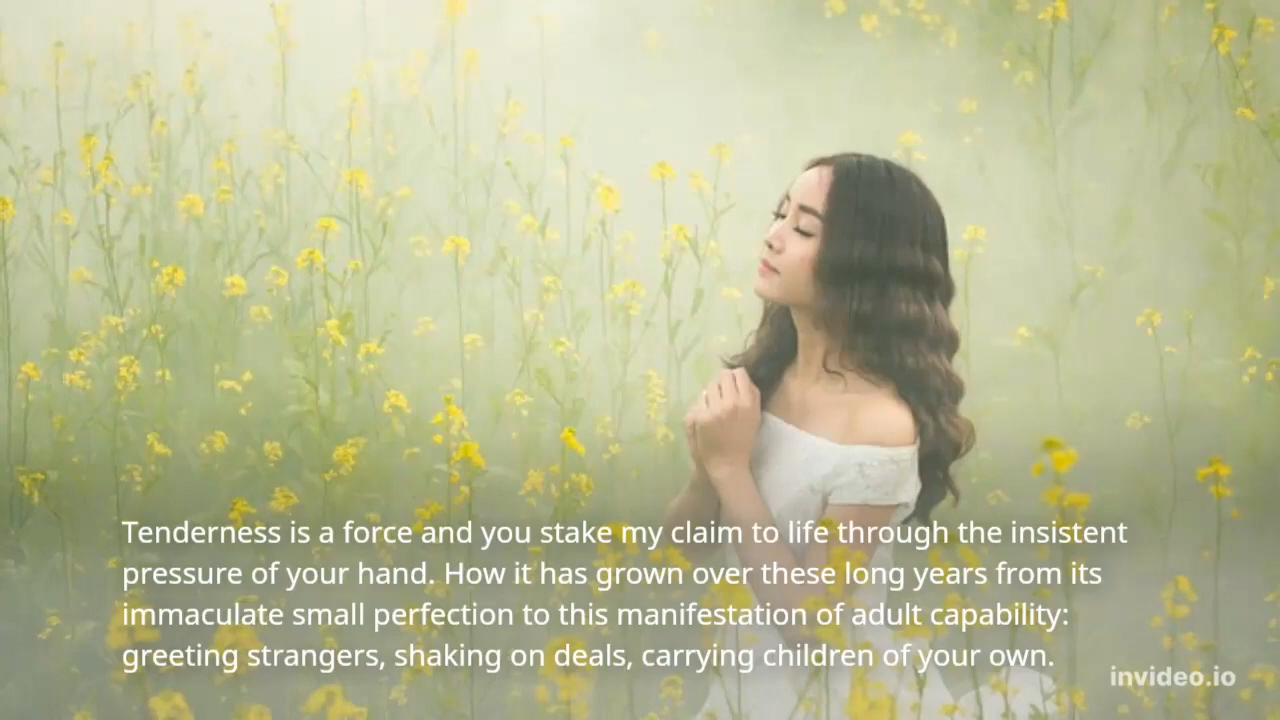 Tenderness is a force and you stake my claim to life through the insistent
pressure of your hand. How it has grown over these long years from its
immaculate small perfection to this manifestation of adult capability:
greeting strangers, shaking on deals, carrying children of your own.
invideo.io